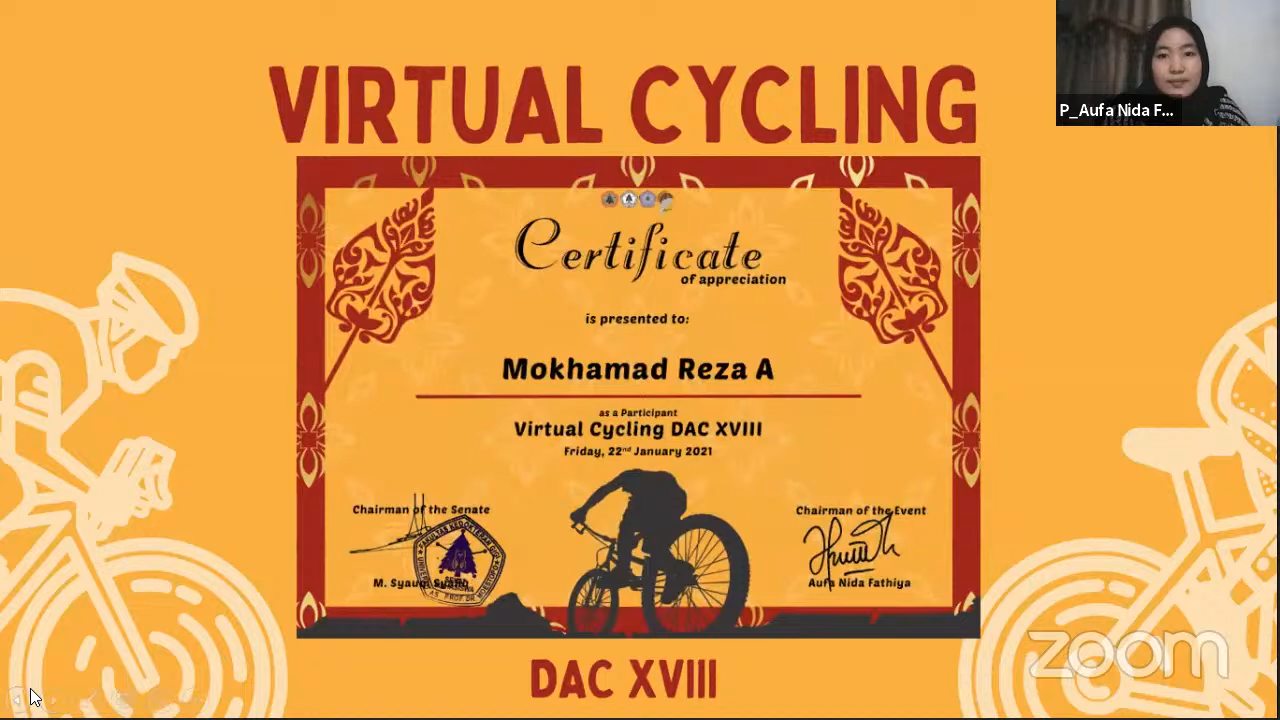 VIRTUAL CYCLING
P_Aufa Nida F...
Certificate
of appreciation
is presented to:
Mokhamad Reza A
as a Participant
Virtual Cycling DAC XVIII
Friday, 22nd January 2021
Chairman of the Senate
Chairman of the Event
M. Syauqi
Aufa Nida Fathiya
zoom
DAC XVIII